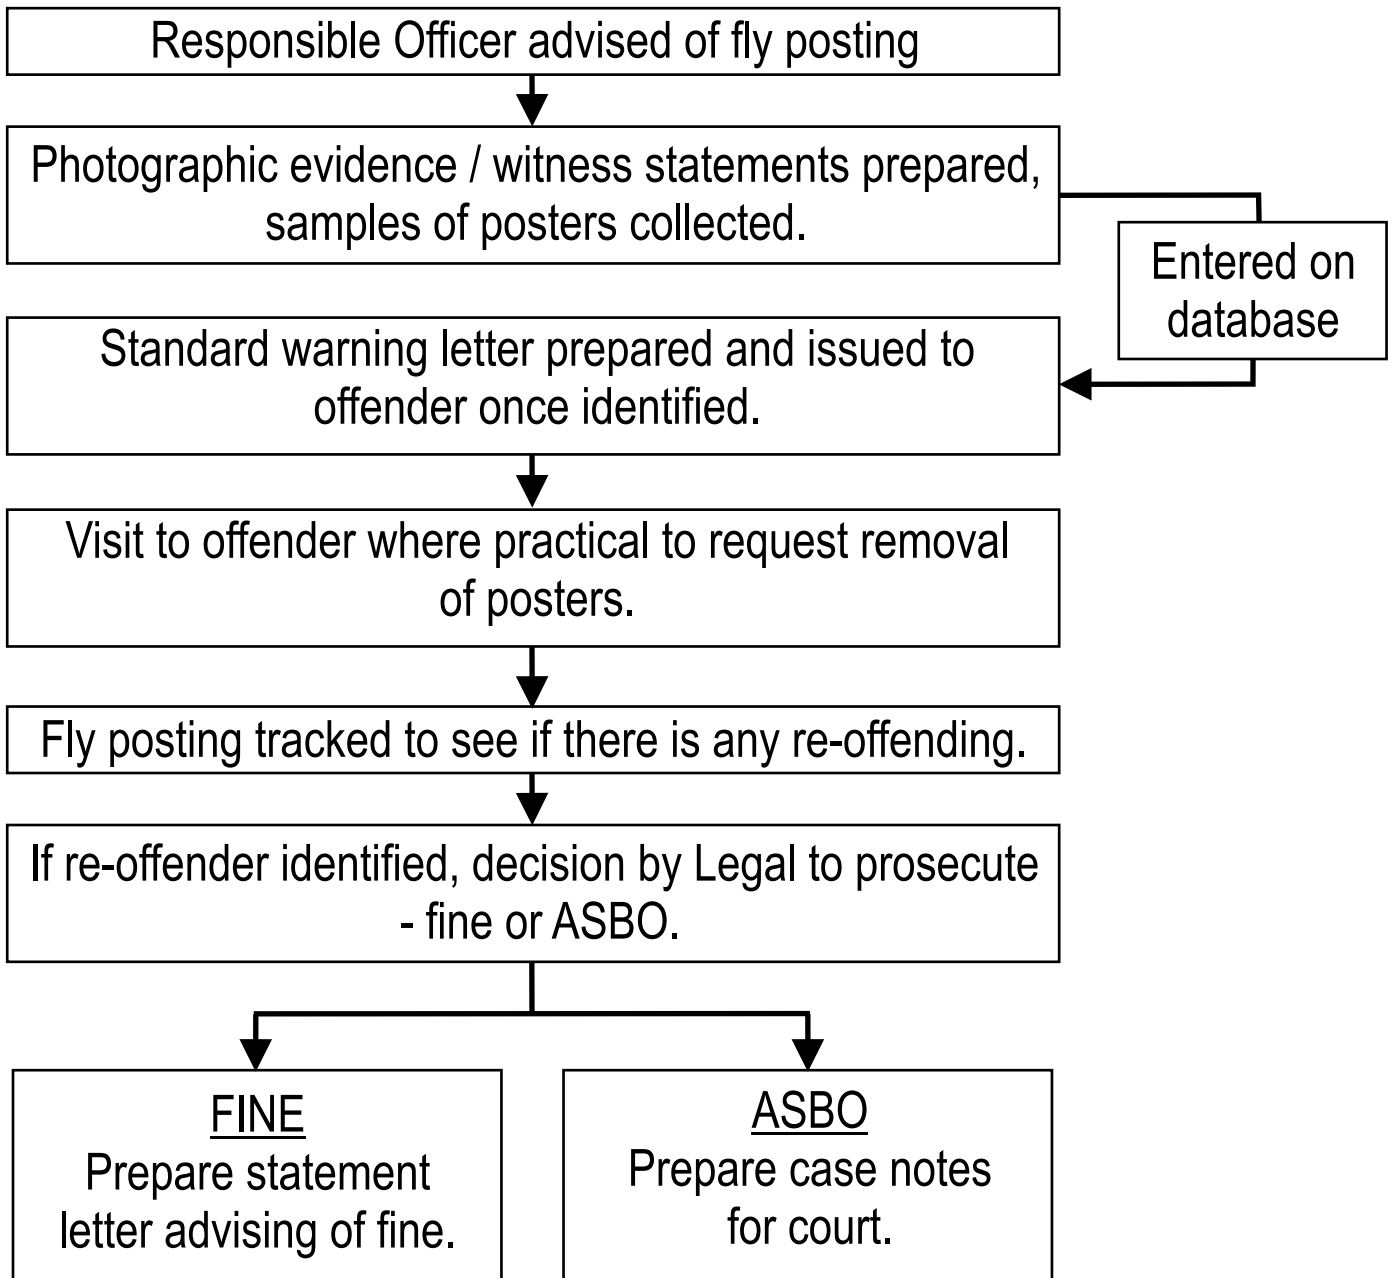 Responsible Officer advised of fly posting
Photographic evidence / witness statements prepared,
samples of posters collected.
Entered on
database
Standard warning letter prepared and issued to
offender once identified.
Visit to offender where practical to request removal
of posters.
Fly posting tracked to see if there is any re-offending.
If re-offender identified, decision by Legal to prosecute
- fine or ASBO.
FINE
Prepare statement
letter advising of fine.
ASBO
Prepare case notes
for court.